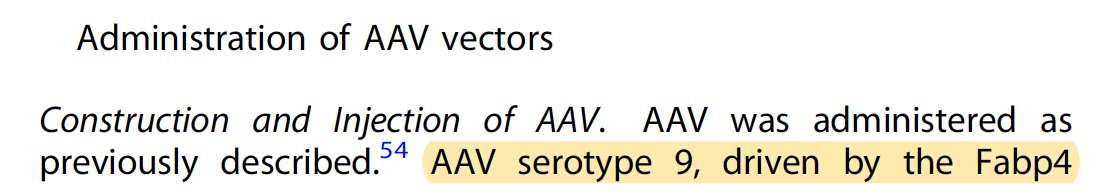 Administration of AAV vectors
Construction and Injection of AAV. AAV was administered as
previously described.54 AAV serotype 9, driven by the Fabp4